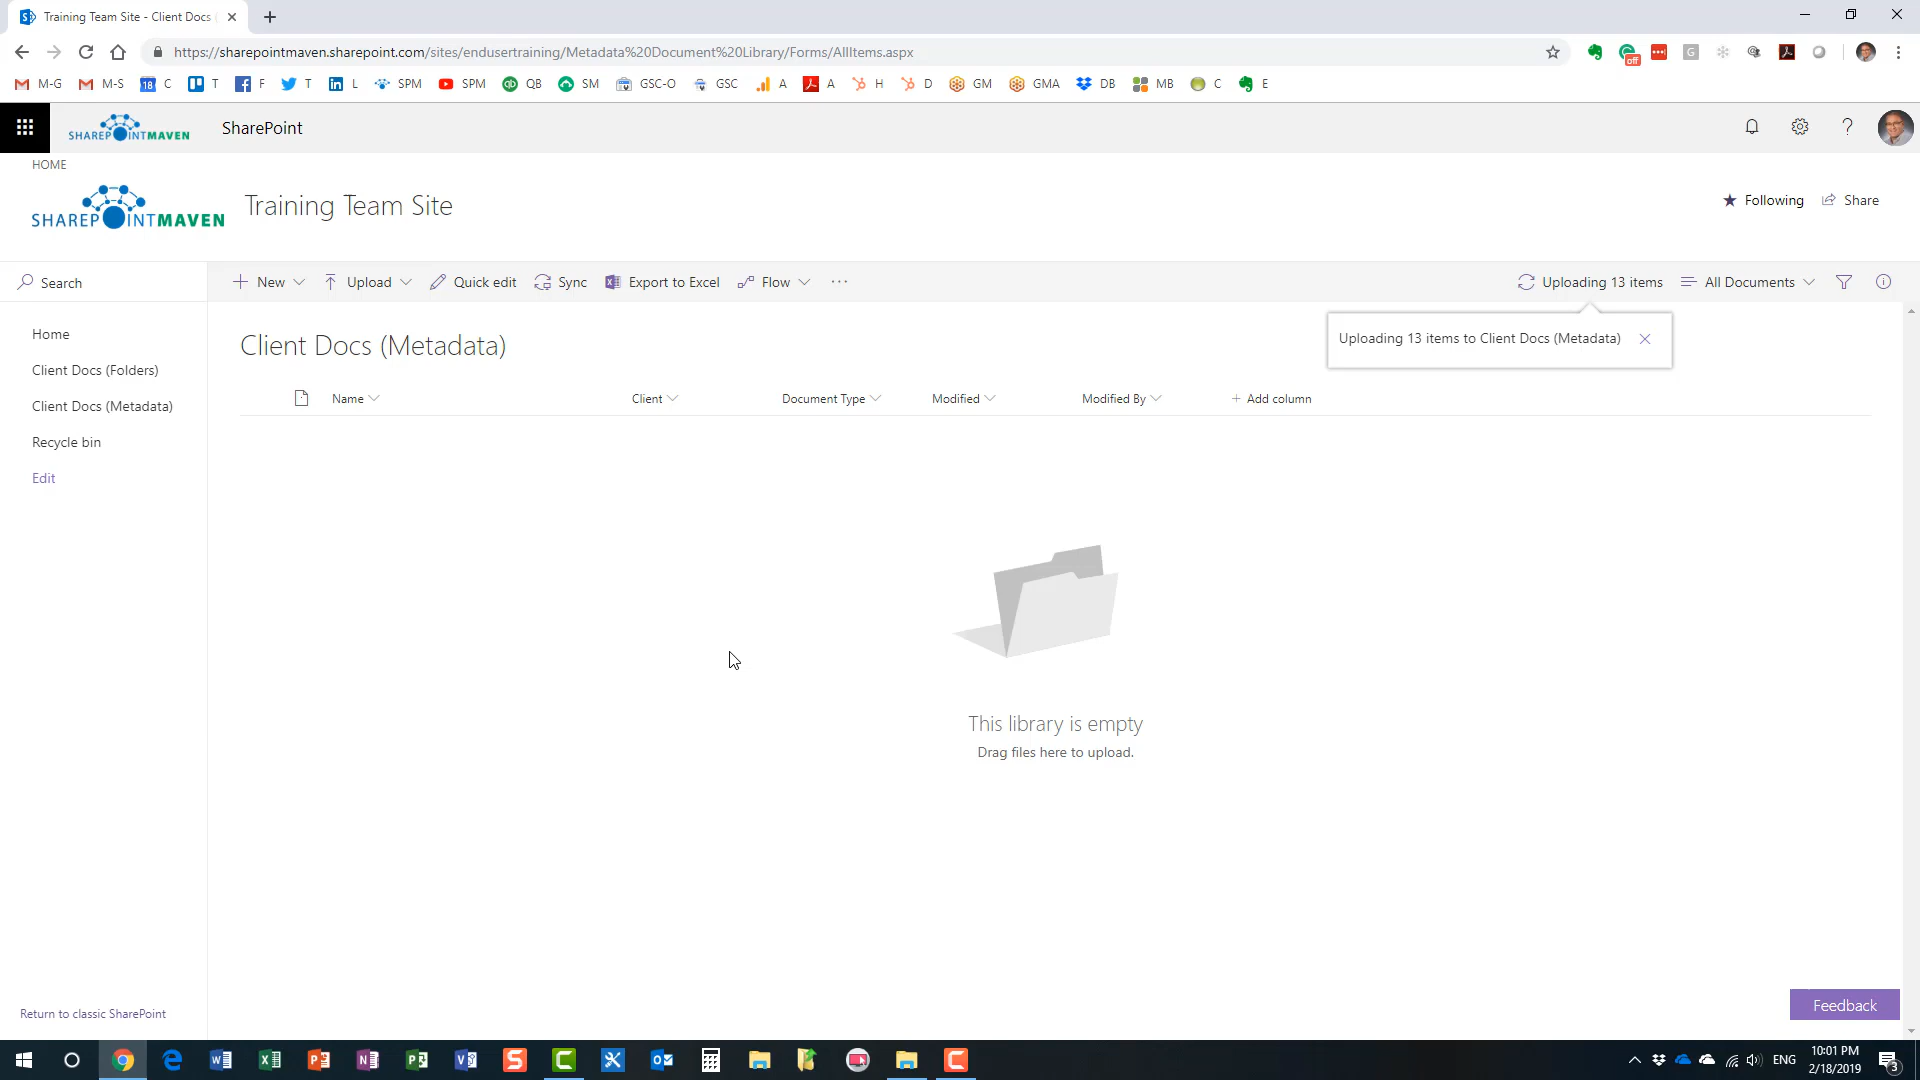 Training Team Site - Client Docs (
https://sharepointmaven.sharepoint.com/sites/endusertraining/Metadata%20Document%20Library/Forms/AllItems.aspx
off
M-G M-S 18 C T F T L SPM SPM QB SM GSC-O GSC A A H D GM GMA DB MB C E
SHAREPOINTMAVEN SharePoint
HOME
SHAREPOINTMAVEN Training Team Site
Following Share
Search
New Upload Quick edit Sync Export to Excel Flow ··· Uploading 13 items All Documents
Uploading 13 items to Client Docs (Metadata)
Home
Client Docs (Folders)
Client Docs (Metadata)
Recycle bin
Edit
Client Docs (Metadata)
Name Client Document Type Modified Modified By + Add column
This library is empty
Drag files here to upload.
Return to classic SharePoint
Feedback
ENG
10:01 PM
2/18/2019
3